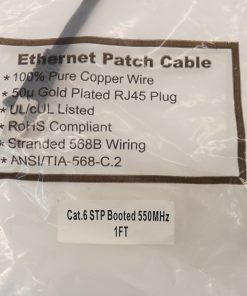 Ethernet Patch Cable
* 100% Pure Copper Wire
* 50µ Gold Plated RJ45 Plug
* UL/cUL Listed
* RoHS Compliant
* Stranded 568B Wiring
* ANSI/TIA-568-C.2
Cat.6 STP Booted 550MHz
1FT